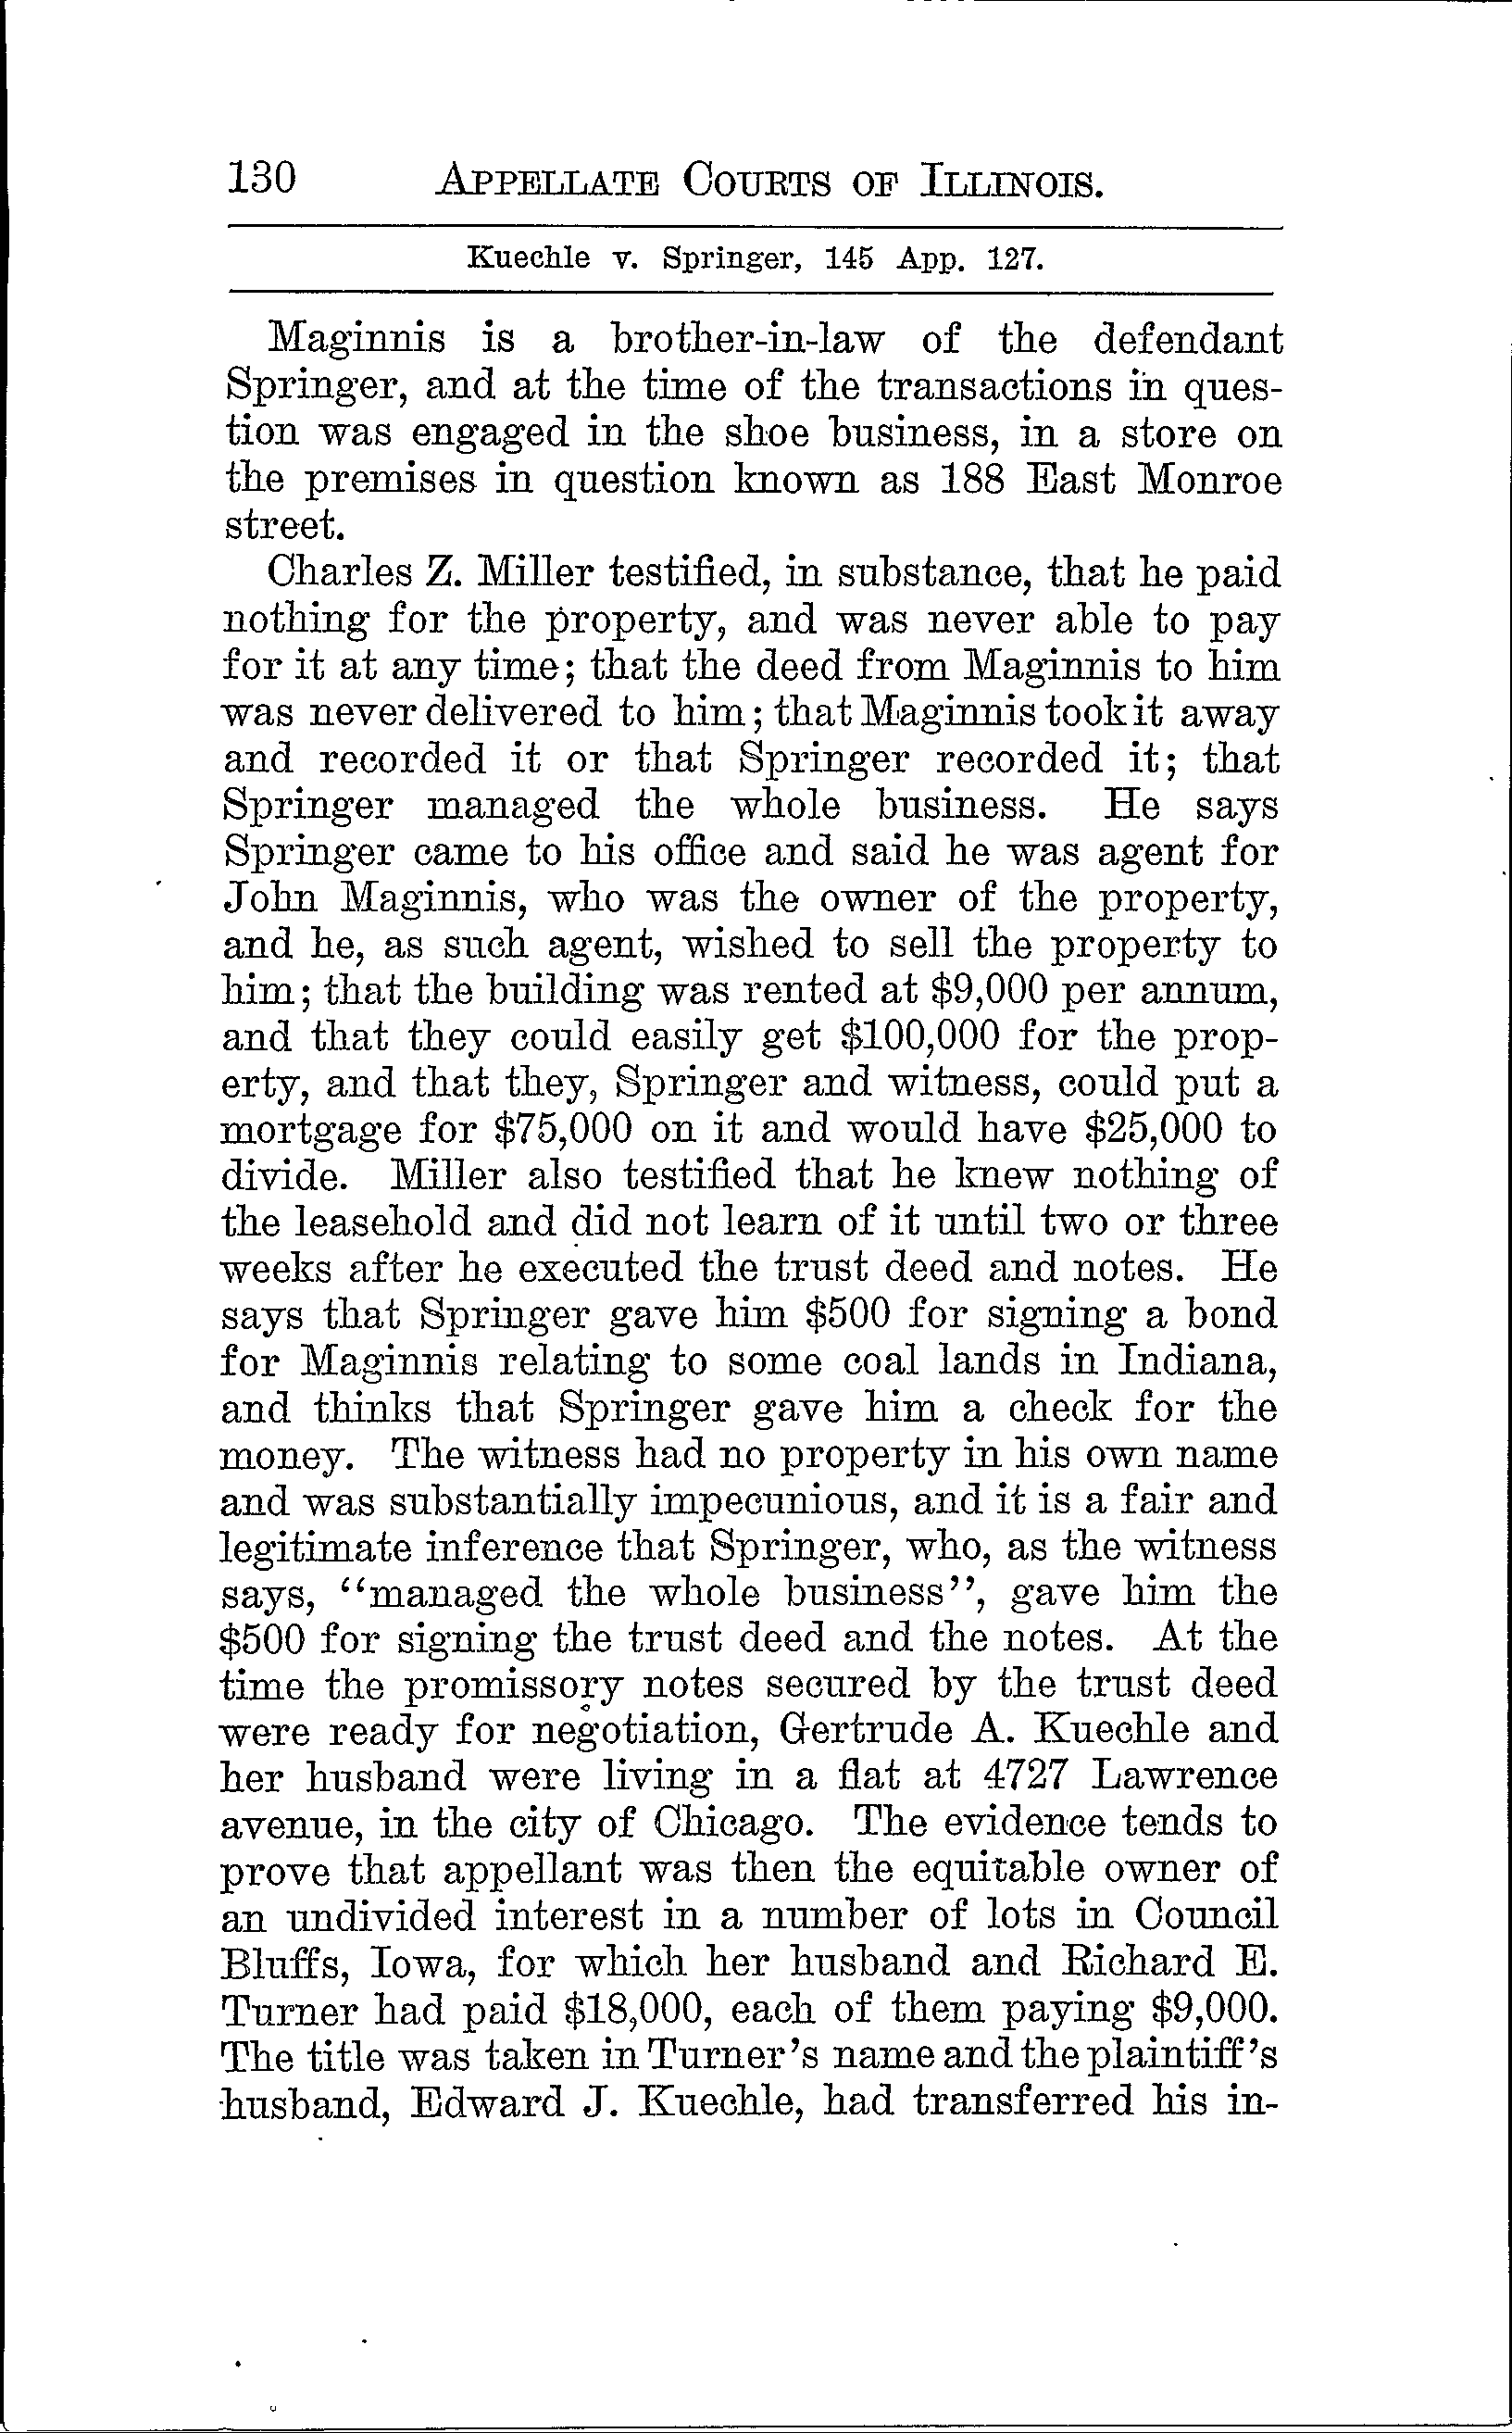 130 APPELLATE COURTS OF ILLINOIS.
Kuechle v. Springer, 145 App. 127.
Maginnis is a brother-in-law of the defendant
Springer, and at the time of the transactions in ques-
tion was engaged in the shoe business, in a store on
the premises in question known as 188 East Monroe
street.
Charles Z. Miller testified, in substance, that he paid
nothing for the property, and was never able to pay
for it at any time; that the deed from Maginnis to him
was never delivered to him; that Maginnis took it away
and recorded it or that Springer recorded it; that
Springer managed the whole business. He says
Springer came to his office and said he was agent for
John Maginnis, who was the owner of the property,
and he, as such agent, wished to sell the property to
him; that the building was rented at $9,000 per annum,
and that they could easily get $100,000 for the prop-
erty, and that they, Springer and witness, could put a
mortgage for $75,000 on it and would have $25,000 to
divide. Miller also testified that he knew nothing of
the leasehold and did not learn of it until two or three
weeks after he executed the trust deed and notes. He
says that Springer gave him $500 for signing a bond
for Maginnis relating to some coal lands in Indiana,
and thinks that Springer gave him a check for the
money. The witness had no property in his own name
and was substantially impecunious, and it is a fair and
legitimate inference that Springer, who, as the witness
says, "managed the whole business", gave him the
$500 for signing the trust deed and the notes. At the
time the promissory notes secured by the trust deed
were ready for negotiation, Gertrude A. Kuechle and
her husband were living in a flat at 4727 Lawrence
avenue, in the city of Chicago. The evidence tends to
prove that appellant was then the equitable owner of
an undivided interest in a number of lots in Council
Bluffs, Iowa, for which her husband and Richard E.
Turner had paid $18,000, each of them paying $9,000.
The title was taken in Turner's name and the plaintiff's
husband, Edward J. Kuechle, had transferred his in-